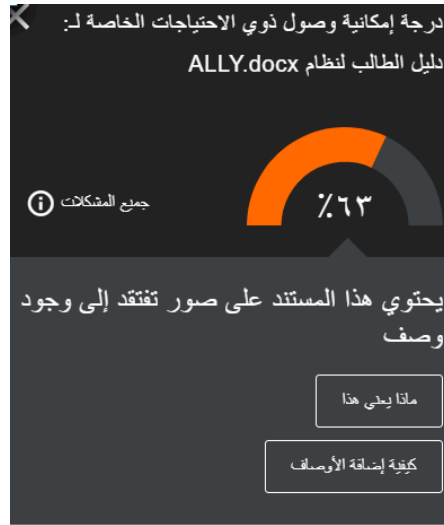 درجة إمكانية وصول ذوي الاحتياجات الخاصة لـ:
دليل الطالب لنظام ALLY.docx
٪٦٣
جميع المشكلات
يحتوي هذا المستند على صور تفتقد إلى وجود
وصف
ماذا يعني هذا
كيفية إضافة الأوصاف